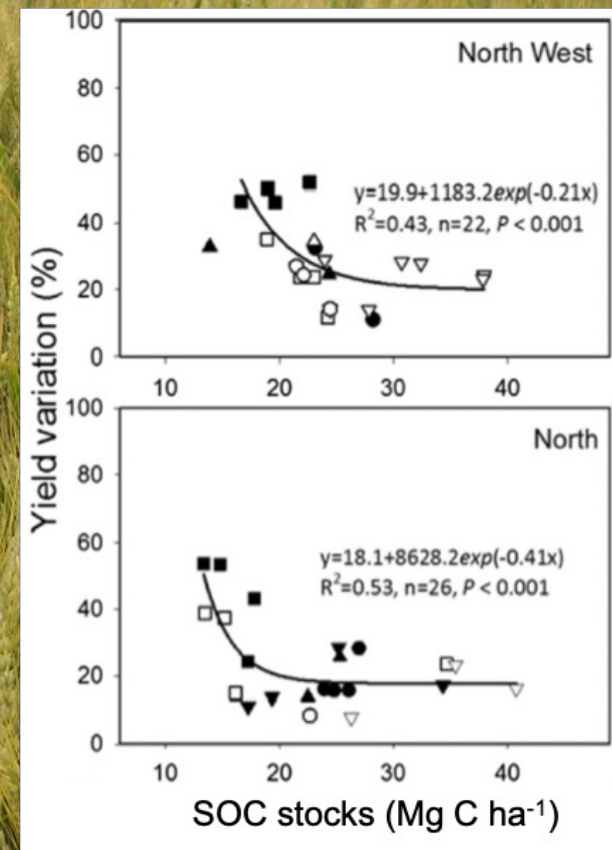 100
North West
80
60
y=19.9+1183.2exp(-0.21x)
R²=0.43, n=22, P < 0.001
40
20
0
10 20 30 40
Yield variation (%)
100
North
80
60
y=18.1+8628.2exp(-0.41x)
R²=0.53, n=26, P < 0.001
40
20
0
10 20 30 40
SOC stocks (Mg C ha⁻¹)